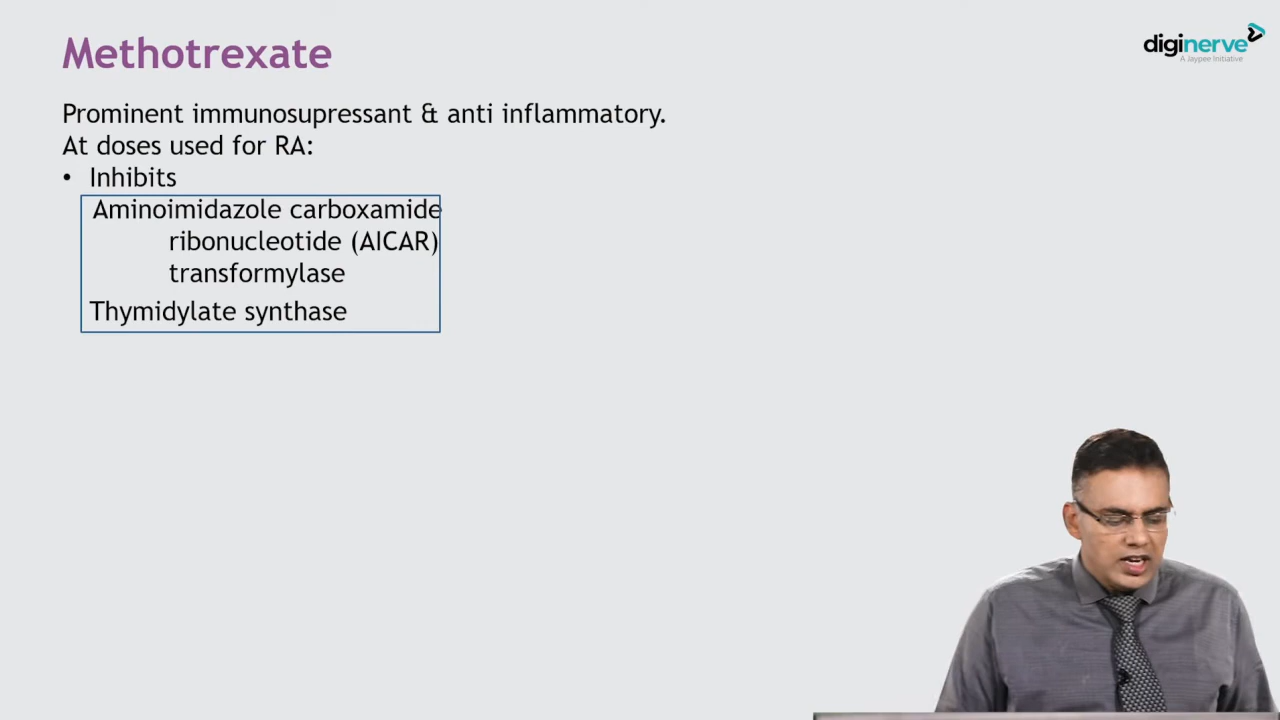 Methotrexate
diginerve
A Jaypee Initiative
Prominent immunosupressant & anti inflammatory.
At doses used for RA:
• Inhibits
Aminoimidazole carboxamide
ribonucleotide (AICAR)
transformylase
Thymidylate synthase